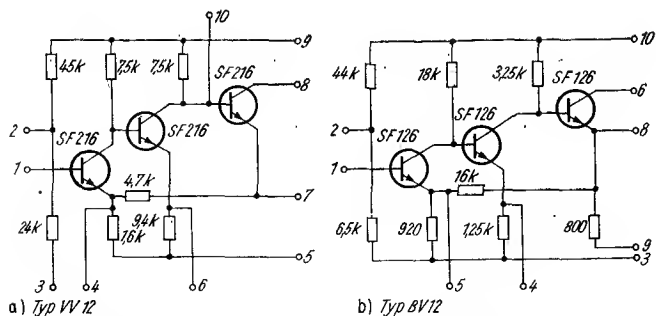 10
9
45k
7,5k
7,5k
SF216
8
2
SF216
SF216
1
4,7k
7
24k
1,6k
9,4k
5
3
4
6
a) Typ VV 12
10
44k
18k
3,25k
SF126
6
2
SF126
SF126
8
1
16k
6,5k
920
1,25k
800
9
3
5
4
b) Typ BV12